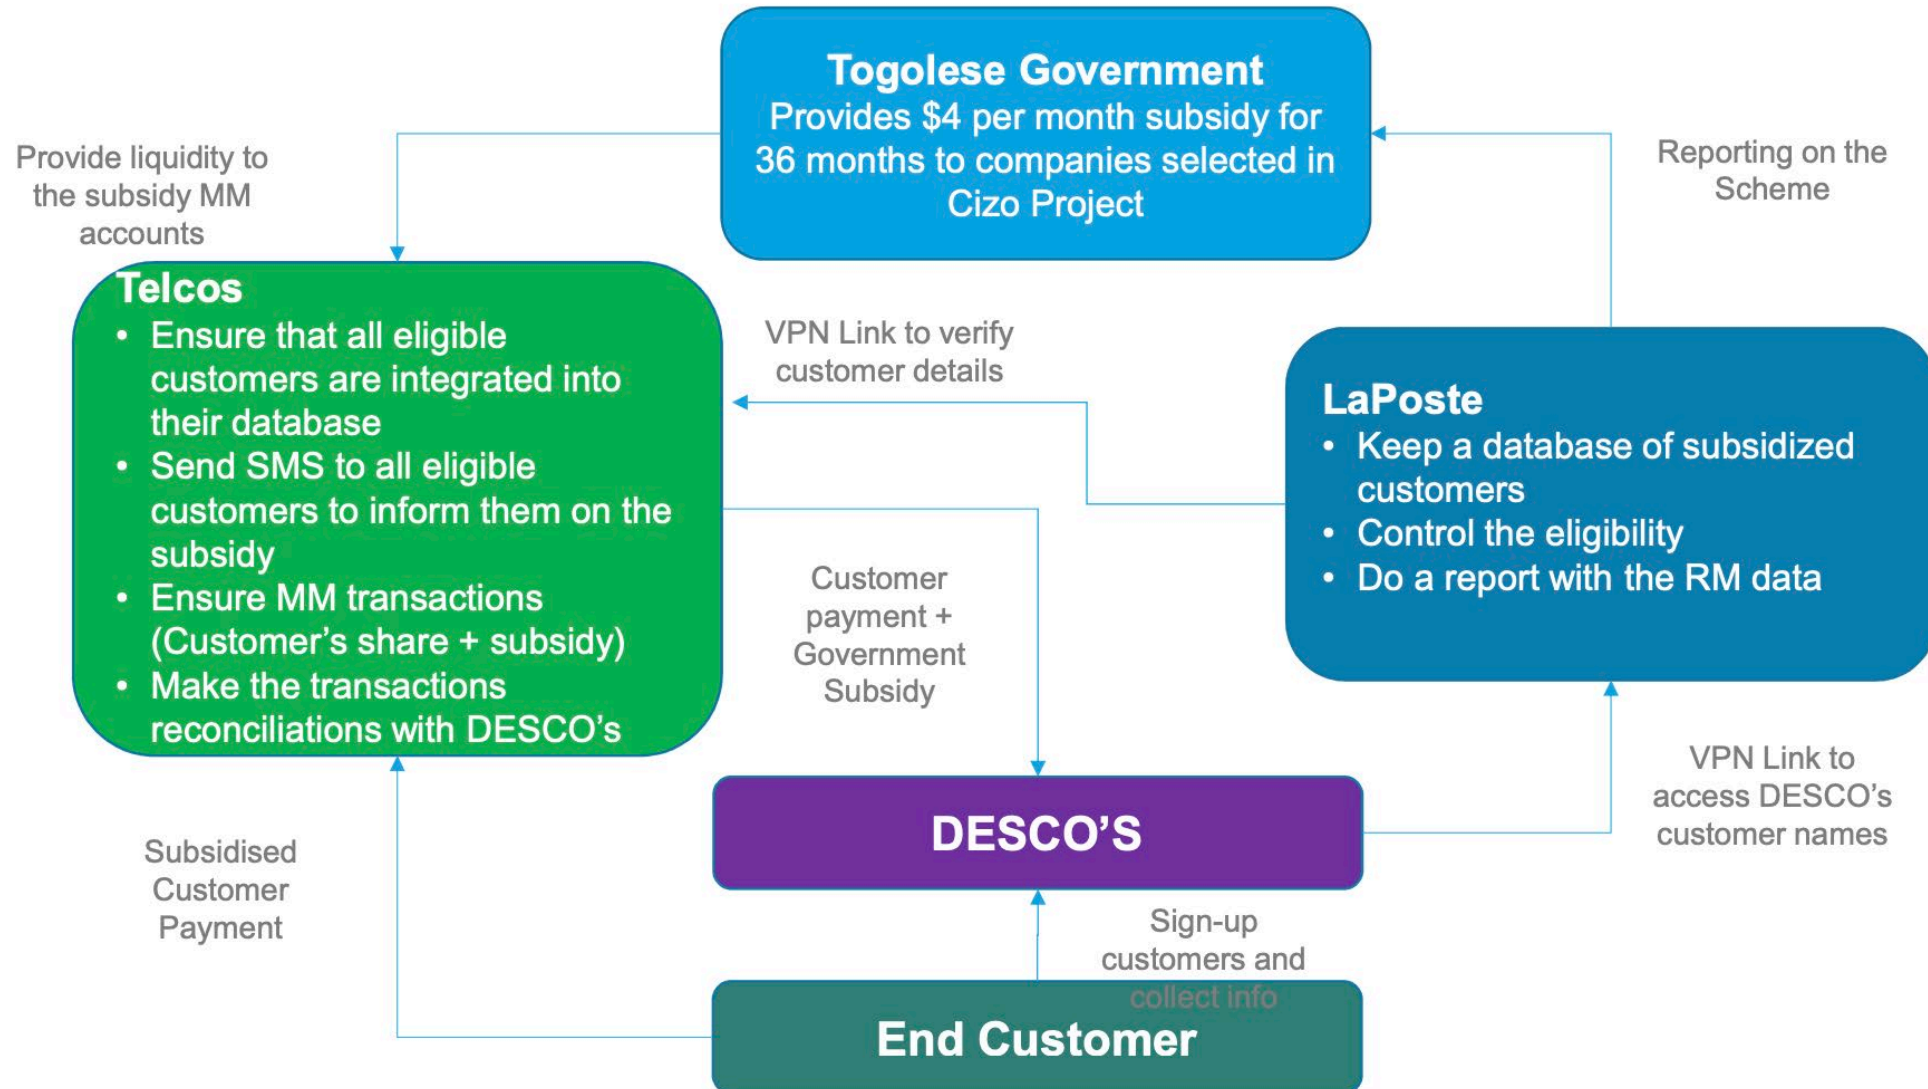 Togolese Government
Provides $4 per month subsidy for
36 months to companies selected in
Cizo Project
Provide liquidity to
the subsidy MM
accounts
Reporting on the
Scheme
Telcos
• Ensure that all eligible
customers are integrated into
their database
• Send SMS to all eligible
customers to inform them on the
subsidy
• Ensure MM transactions
(Customer’s share + subsidy)
• Make the transactions
reconciliations with DESCO’s
VPN Link to verify
customer details
LaPoste
• Keep a database of subsidized
customers
• Control the eligibility
• Do a report with the RM data
Customer
payment +
Government
Subsidy
DESCO’S
VPN Link to
access DESCO’s
customer names
Subsidised
Customer
Payment
Sign-up
customers and
collect info
End Customer